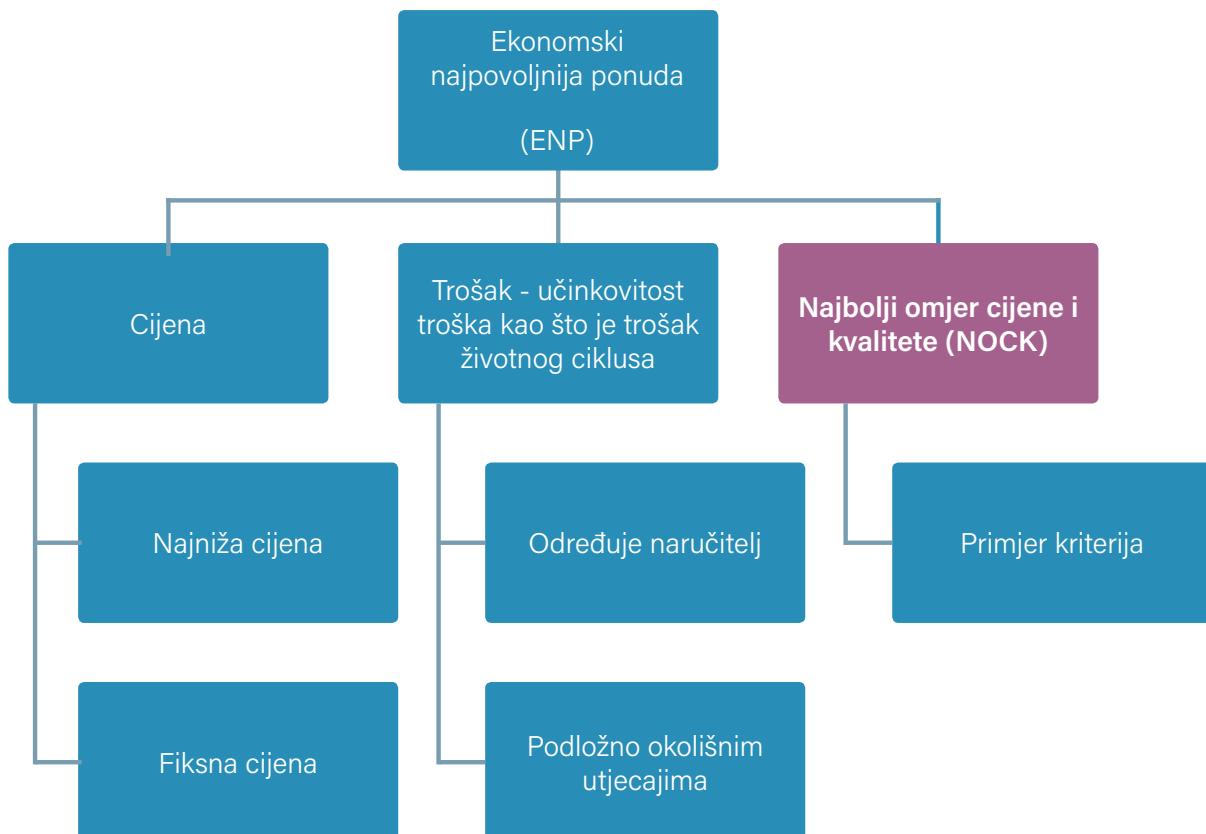 Ekonomski
najpovoljnija ponuda
(ENP)
Cijena
Trošak - učinkovitost
troška kao što je trošak
životnog ciklusa
Najbolji omjer cijene i
kvalitete (NOCK)
Najniža cijena
Određuje naručitelj
Primjer kriterija
Fiksna cijena
Podložno okolišnim
utjecajima